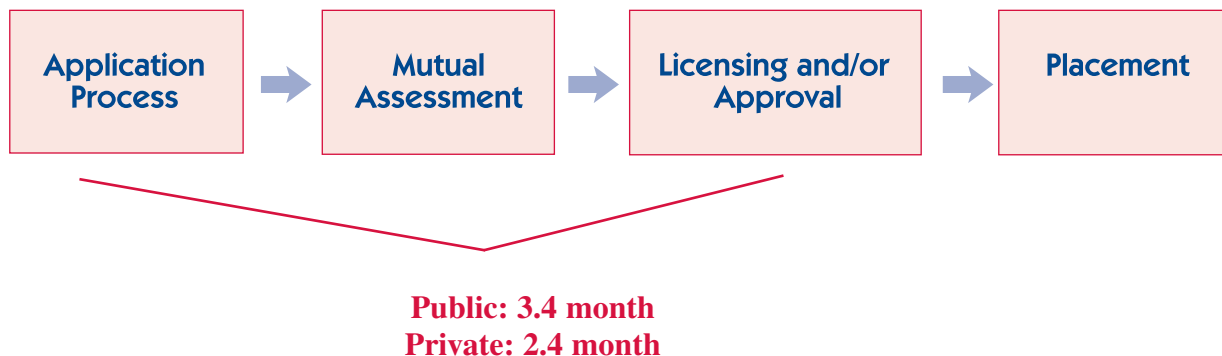 Application
Process
Mutual
Assessment
Licensing and/or
Approval
Placement
Public: 3.4 month
Private: 2.4 month